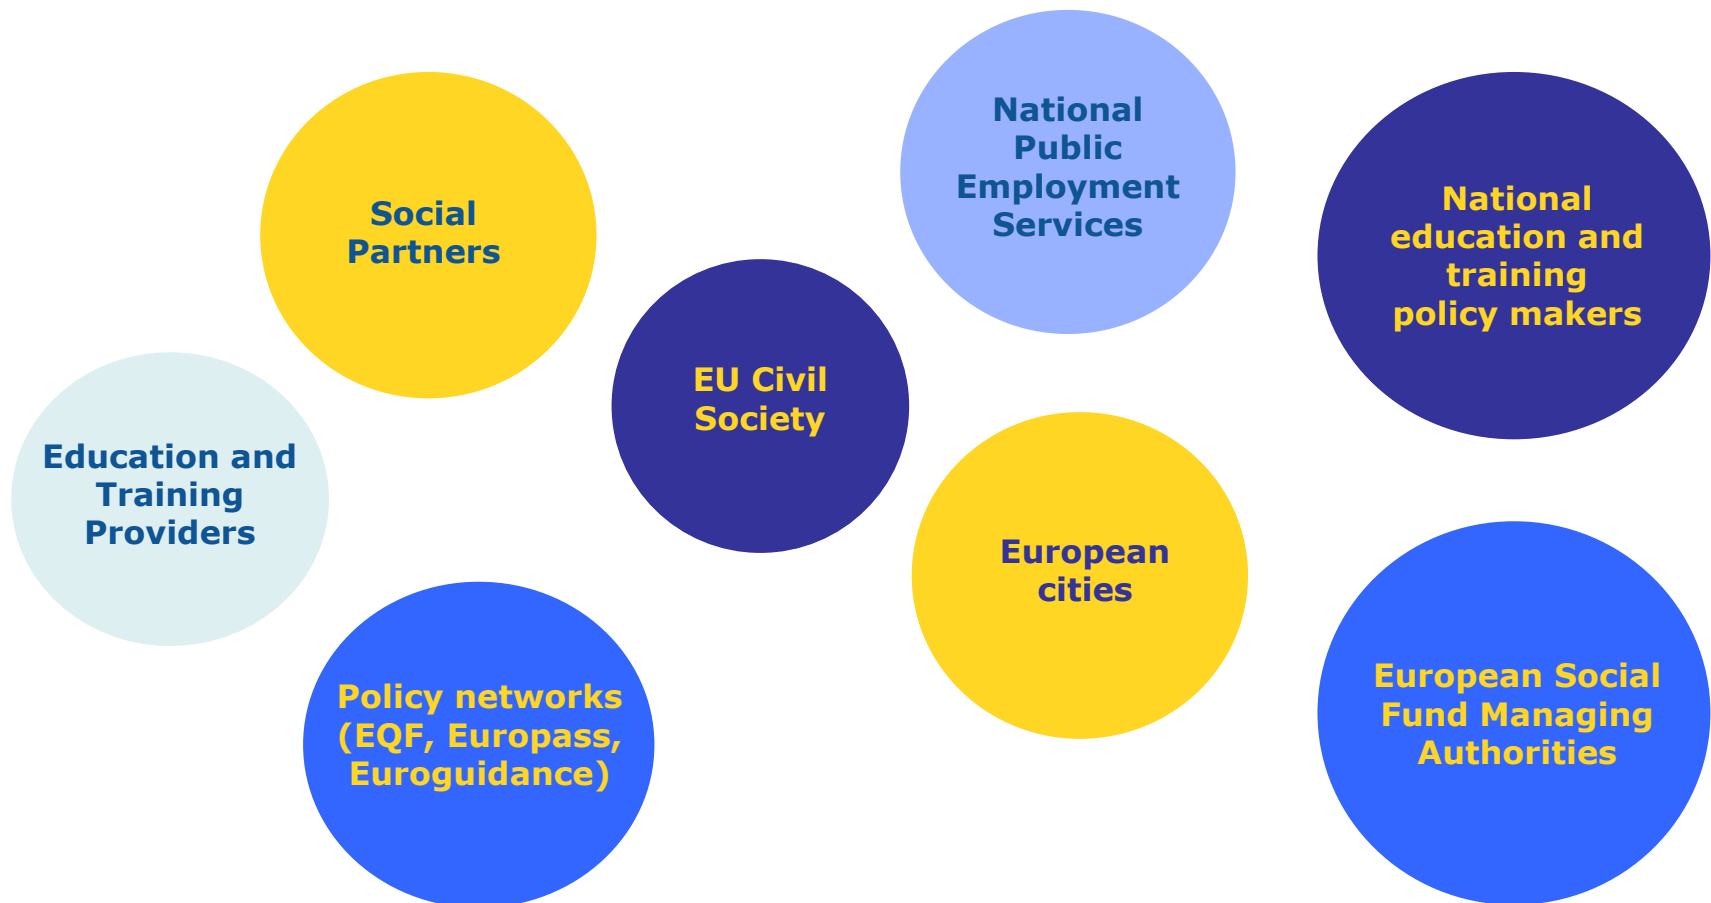 National
Public
Employment
Services
Social
Partners
National
education and
training
policy makers
EU Civil
Society
Education and
Training
Providers
European
cities
Policy networks
(EQF, Europass,
Euroguidance)
European Social
Fund Managing
Authorities